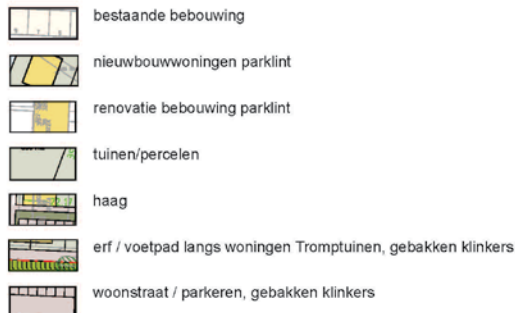 bestaande bebouwing
nieuwbouwwoningen parklint
renovatie bebouwing parklint
tuinen/percelen
haag
erf / voetpad langs woningen Tromptuinen, gebakken klinkers
woonstraat / parkeren, gebakken klinkers